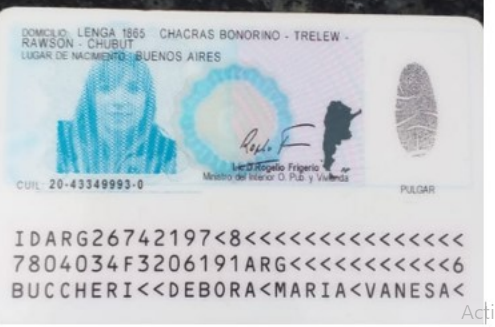 DOMICILIO: LENGA 1865 CHACRAS BONORINO - TRELEW -
RAWSON - CHUBUT
LUGAR DE NACIMIENTO: BUENOS AIRES
Lic. Rogelio Frigerio
Ministro del Interior O. Pub. y Vivienda
PULGAR
CUIL: 20-43349993-0
IDARG26742197<8<<<<<<<<<<<<<<<
7804034F3206191ARG<<<<<<<<<<<6
BUCCHERI<<DEBORA<MARIA<VANESA<
Acti